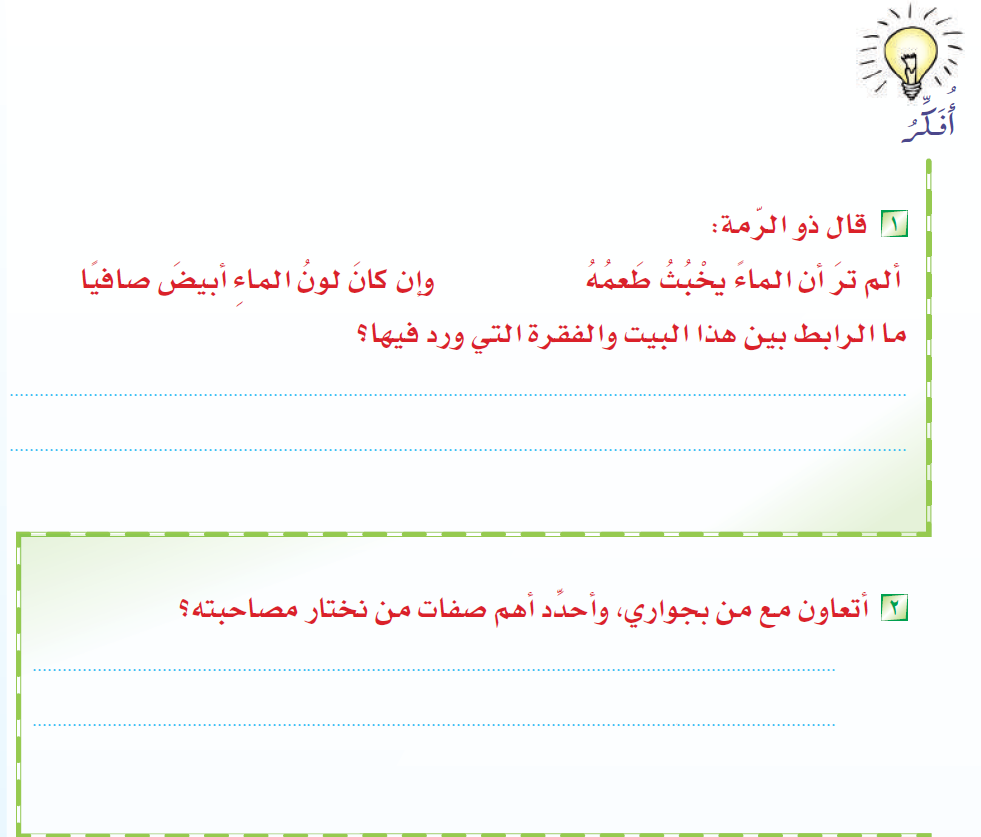 أُفَكِّرُ
١ قال ذو الرّمة:
ألم ترَ أن الماءً يخْبُثُ طَعمُهُ وإن كانَ لونُ الماءِ أبيضَ صافيًا
ما الرابط بين هذا البيت والفقرة التي ورد فيها؟
٢ أتعاون مع من بجواري، وأحدِّد أهم صفات من نختار مصاحبته؟